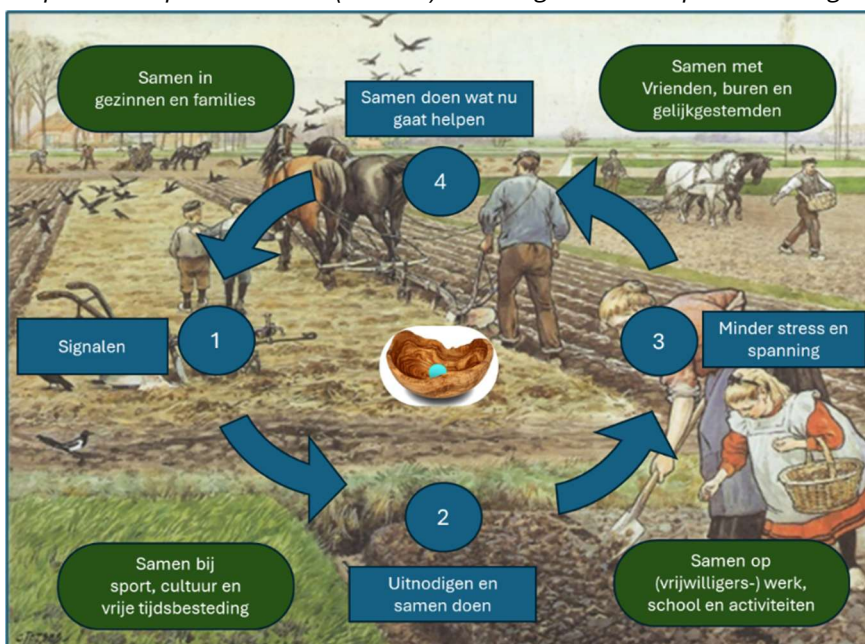 Samen in
gezinnen en families
Samen doen wat nu
gaat helpen
Samen met
Vrienden, buren en
gelijkgestemden
4
Signalen
1
3
Minder stress en
spanning
2
Samen bij
sport, cultuur en
vrije tijdsbesteding
Uitnodigen en
samen doen
Samen op
(vrijwilligers-) werk,
school en activiteiten